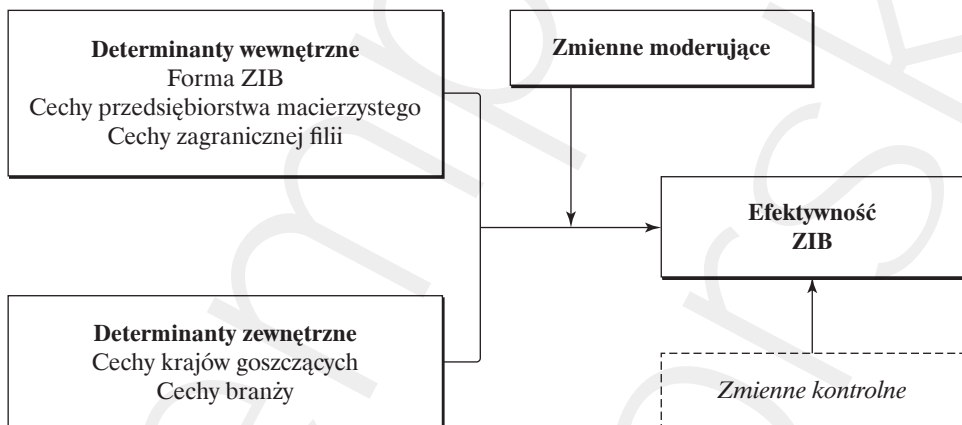 Determinanty wewnętrzne
Forma ZIB
Cechy przedsiębiorstwa macierzystego
Cechy zagranicznej filii
Zmienne moderujące
Efektywność
ZIB
Determinanty zewnętrzne
Cechy krajów goszczących
Cechy branży
Zmienne kontrolne